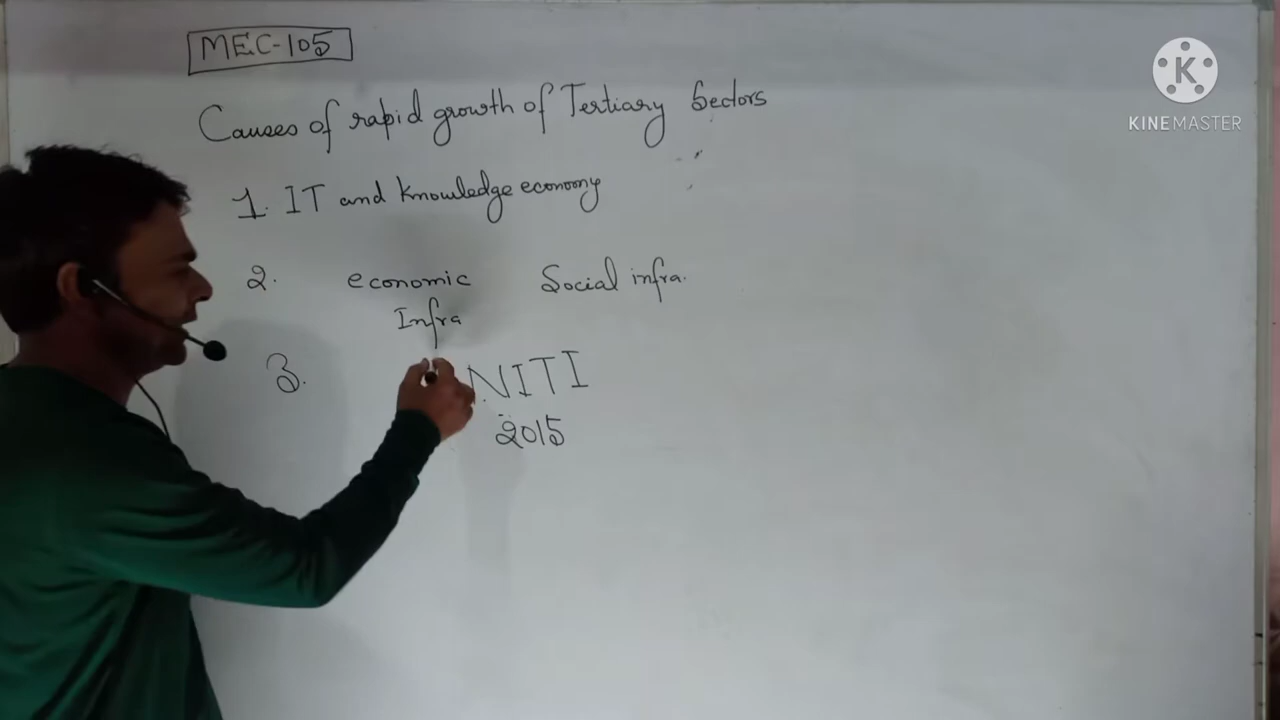 MEC-105
Causes of rapid growth of Tertiary Sectors
1. IT and knowledge economy
2. economic Social infra.
Infra
3. NITI
2015
K
KINEMASTER